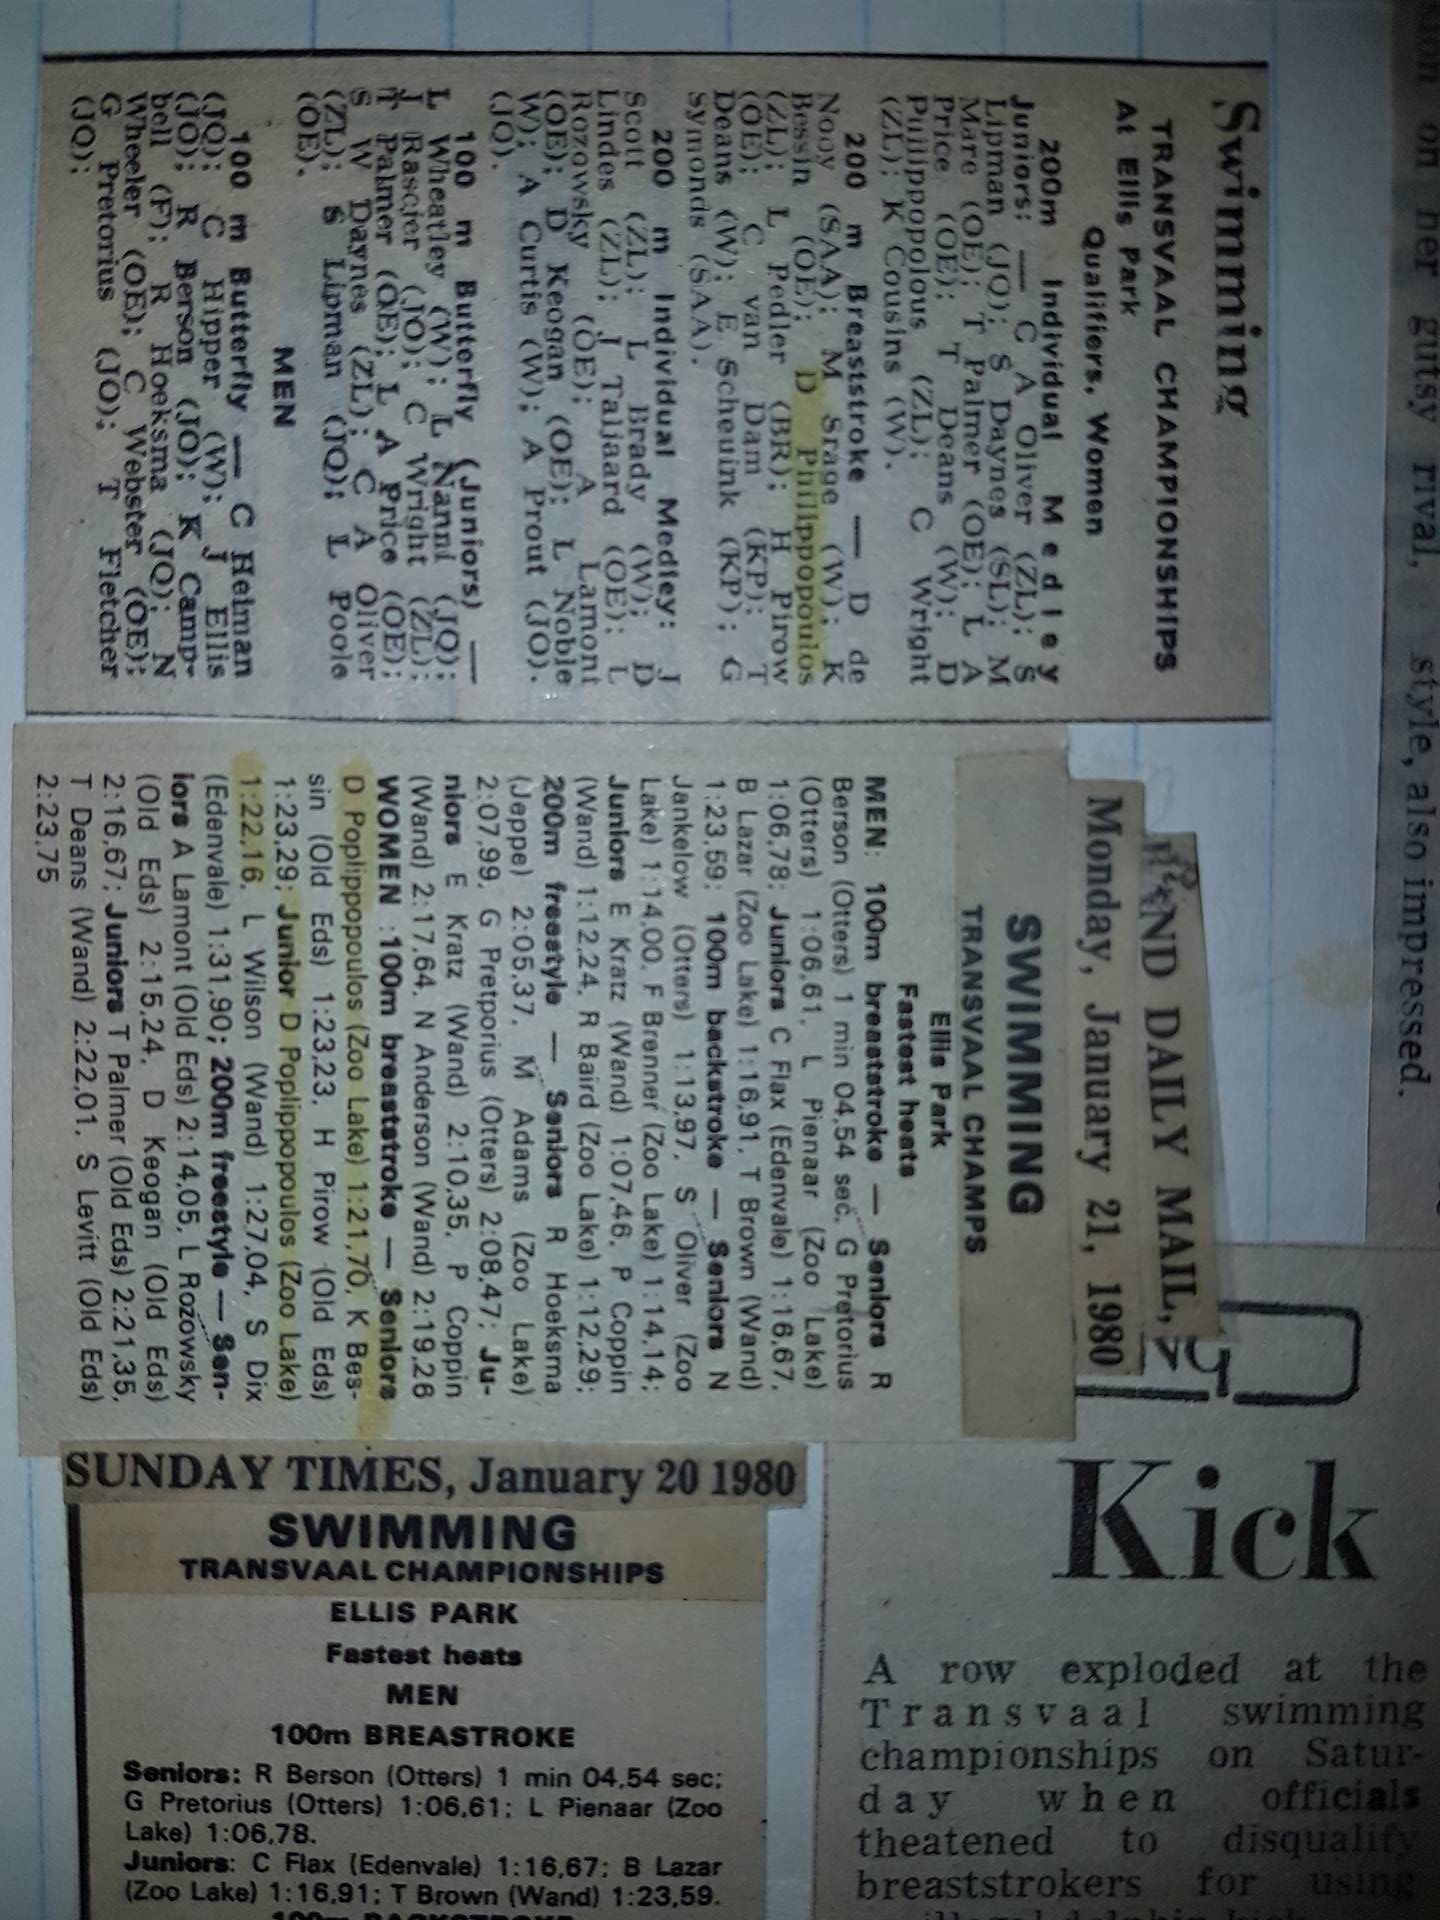 Swimming
TRANSVAAL CHAMPIONSHIPS
At Ellis Park
Qualifiers, Women
200m Individual Medley
Juniors: — C A Oliver (ZL); S
Lipman (JQ); S Daynes (SL); M
Mare (OE); T Palmer (OE); L A
Price (OE); T Deans (W); D
Philippopolous (ZL); C Wright
(ZL); K Cousins (W).
200 m Breaststroke — D de
Nooy (SAA); M Srage (W); K
Bessin (OE); D Philippopoulos
(ZL); L Pedler (BR); H Pirow
(OE); C van Dam (KP); T
Deans (W); E Scheuink (KP); G
Symonds (SAA).
200 m Individual Medley: J
Scott (ZL); L Brady (W); D
Lindes (ZL); J Taljaard (OE); L
Rozowsky (OE); A Lamont
(OE); D Keogan (OE); L Noble
W); A Curtis (W); A Prout (JO).
(JQ).
100 m Butterfly (Juniors) —
L Wheatley (W); L Nanni (JQ);
J Rascjer (JO); C Wright (ZL);
T Palmer (OE); L A Price (OE);
S W Daynes (ZL); C A Oliver
(ZL); S Lipman (JQ); L Poole
(OE).
MEN
100 m Butterfly — C Heiman
(JQ); C Hipper (W); J Ellis
(JO); R Berson (JO); K Camp-
bell (F); R Hoeksma (JQ); N
Wheeler (OE); C Webster (OE);
G Pretorius (JO); T Fletcher
(JQ);
RAND DAILY MAIL,
Monday, January 21, 1980
SWIMMING
TRANSVAAL CHAMPS
Ellis Park
Fastest heats
MEN: 100m breaststroke — Seniors R
Berson (Otters) 1 min 04,54 sec, G Pretorius
(Otters) 1:06,61, L Pienaar (Zoo Lake)
1:06,78; Juniors C Flax (Edenvale) 1:16,67,
B Lazar (Zoo Lake) 1:16,91, T Brown (Wand)
1:23,59; 100m backstroke — Seniors N
Jankelow (Otters) 1:13,97, S Oliver (Zoo
Lake) 1:14,00, F Brenner (Zoo Lake) 1:14,14;
Juniors E Kratz (Wand) 1:07,46, P Coppin
(Wand) 1:12,24, R Baird (Zoo Lake) 1:12,29;
200m freestyle — Seniors R Hoeksma
(Jeppe) 2:05,37, M Adams (Zoo Lake)
2:07,99, G Pretporius (Otters) 2:08,47; Ju-
niors E Kratz (Wand) 2:10,35, P Coppin
(Wand) 2:17,64, N Anderson (Wand) 2:19,26
WOMEN :100m breaststroke — Seniors
D Poplippopoulos (Zoo Lake) 1:21,70, K Bes-
sin (Old Eds) 1:23,23, H Pirow (Old Eds)
1:23,29; Junior D Poplippopoulos (Zoo Lake)
1:22,16, L Wilson (Wand) 1:27,04, S Dix
(Edenvale) 1:31,90; 200m freestyle — Sen-
iors A Lamont (Old Eds) 2:14,05, L Rozowsky
(Old Eds) 2:15,24, D Keogan (Old Eds)
2:16,67; Juniors T Palmer (Old Eds) 2:21,35,
T Deans (Wand) 2:22,01, S Levitt (Old Eds)
2:23,75
SUNDAY TIMES, January 20 1980
SWIMMING
TRANSVAAL CHAMPIONSHIPS
ELLIS PARK
Fastest heats
MEN
100m BREASTROKE
Seniors: R Berson (Otters) 1 min 04,54 sec;
G Pretorius (Otters) 1:06,61; L Pienaar (Zoo
Lake) 1:06,78.
Juniors: C Flax (Edenvale) 1:16,67; B Lazar
(Zoo Lake) 1:16,91; T Brown (Wand) 1:23,59.
100m BACKSTROKE
Kick
A row exploded at the
Transvaal swimming
championships on Satur-
day when officials
theatened to disqualify
breaststrokers for using
illegal dolphin kick
on her gutsy rival,
style, also impressed.